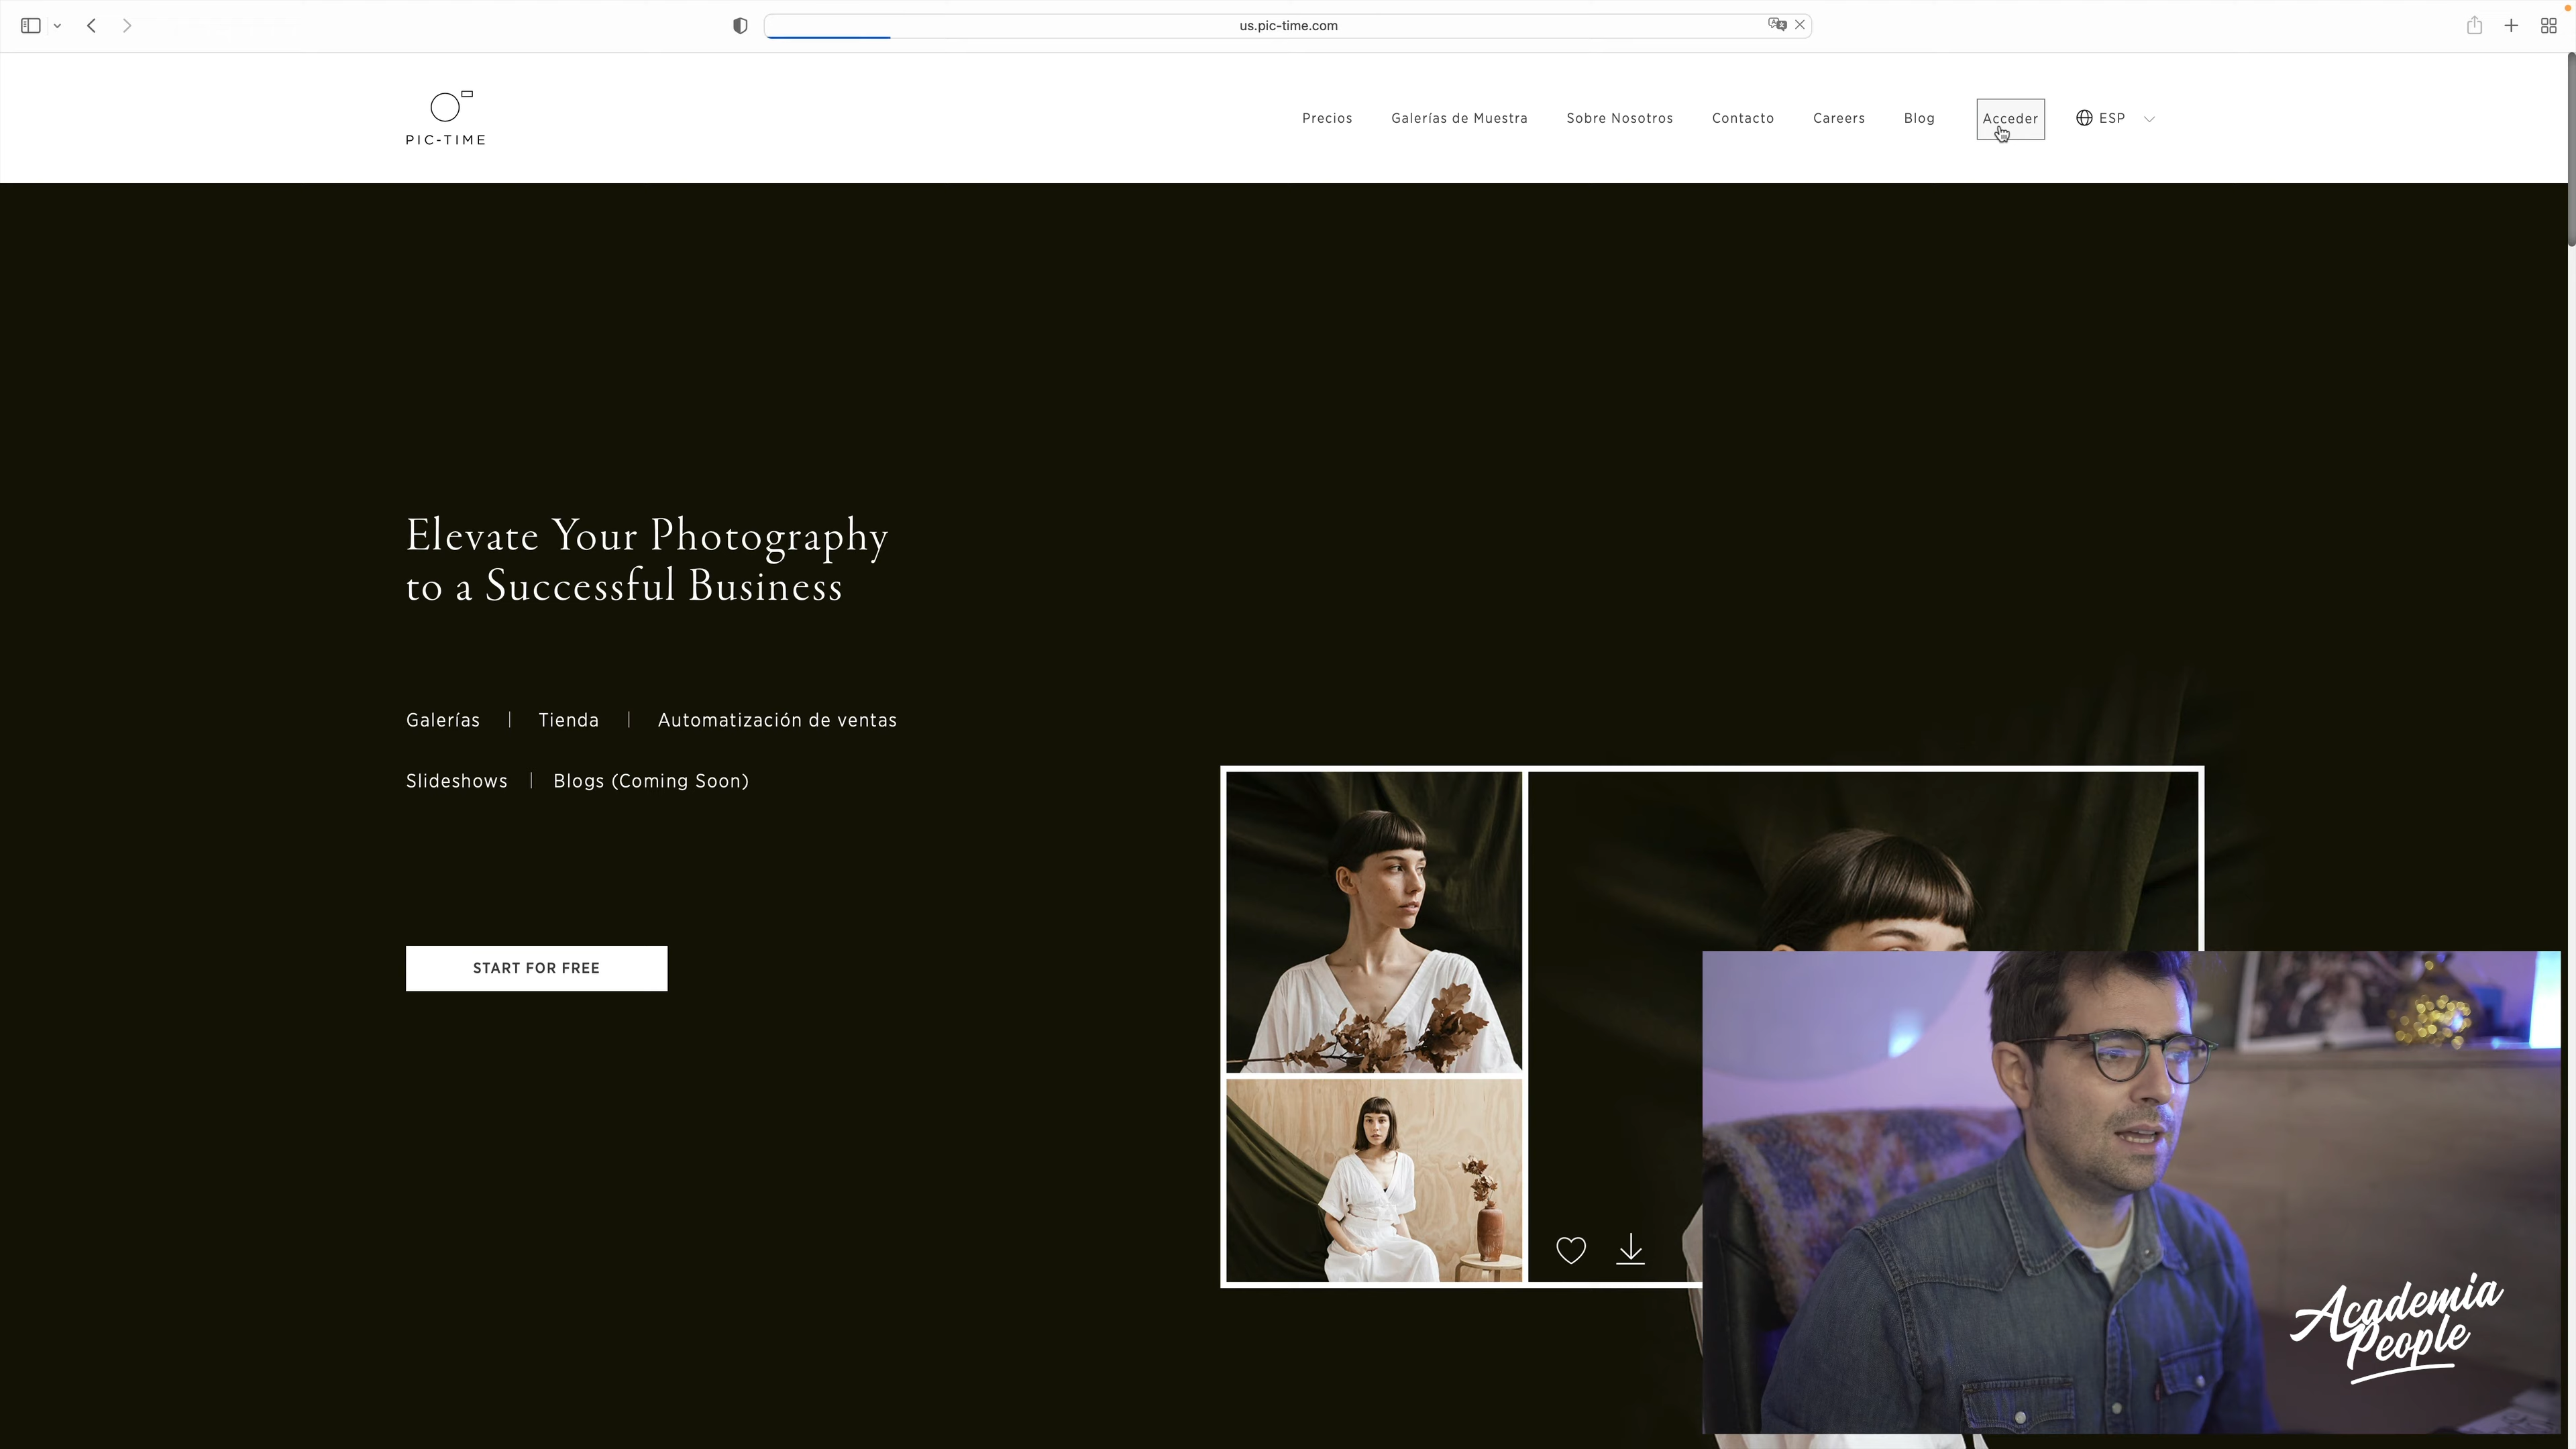 us.pic-time.com
PIC-TIME
Precios Galerías de Muestra Sobre Nosotros Contacto Careers Blog Acceder ESP
Elevate Your Photography
to a Successful Business
Galerías | Tienda | Automatización de ventas
Slideshows | Blogs (Coming Soon)
START FOR FREE
Academia
People